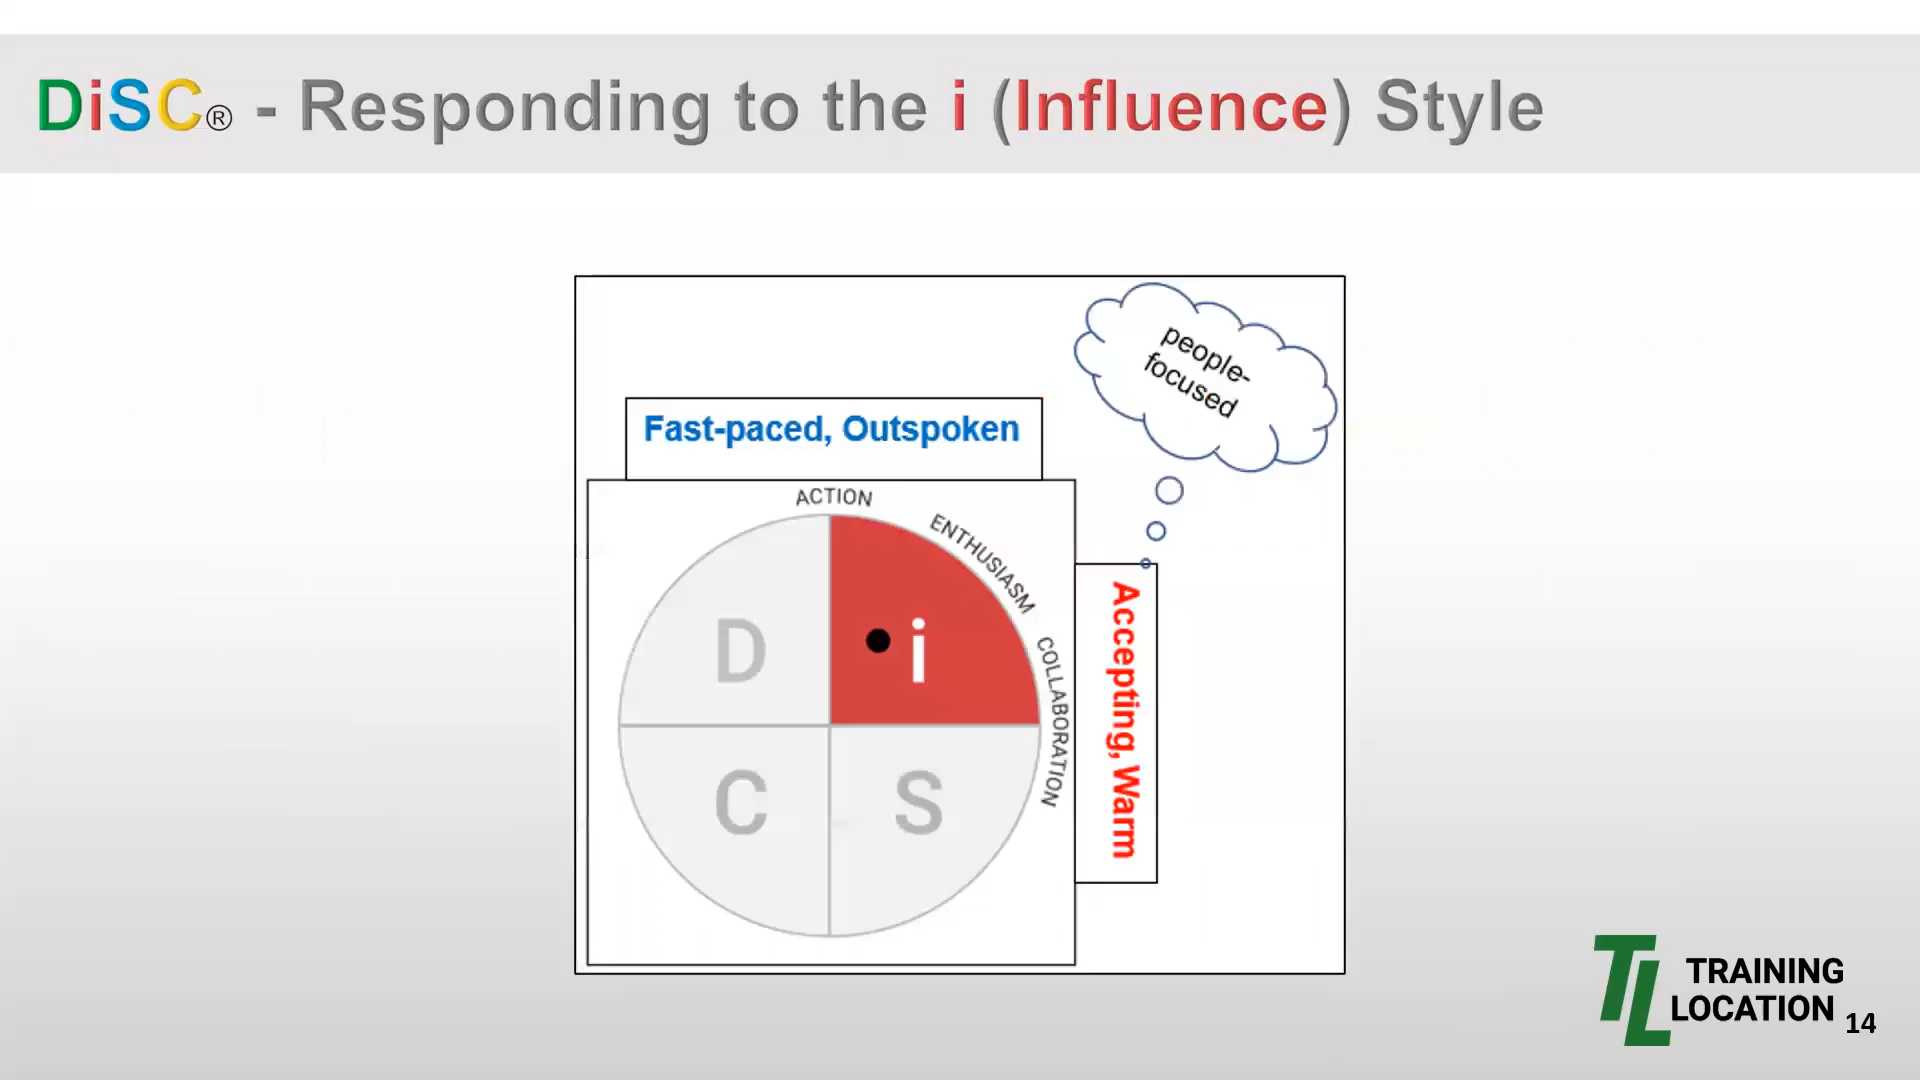 DiSC® - Responding to the i (Influence) Style
people-
focused
Fast-paced, Outspoken
ACTION
ENTHUSIASM
COLLABORATION
D
i
Accepting, Warm
C
S
TL TRAINING
LOCATION
14